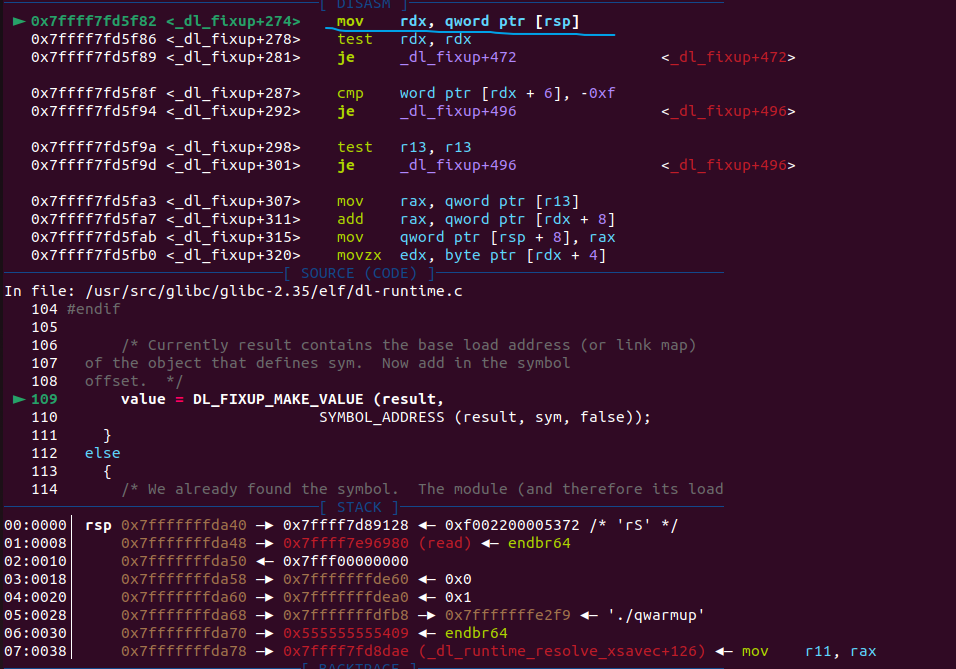 [ DISASM ]
► 0x7ffff7fd5f82 <_dl_fixup+274> mov rdx, qword ptr [rsp]
0x7ffff7fd5f86 <_dl_fixup+278> test rdx, rdx
0x7ffff7fd5f89 <_dl_fixup+281> je _dl_fixup+472 <_dl_fixup+472>
0x7ffff7fd5f8f <_dl_fixup+287> cmp word ptr [rdx + 6], -0xf
0x7ffff7fd5f94 <_dl_fixup+292> je _dl_fixup+496 <_dl_fixup+496>
0x7ffff7fd5f9a <_dl_fixup+298> test r13, r13
0x7ffff7fd5f9d <_dl_fixup+301> je _dl_fixup+496 <_dl_fixup+496>
0x7ffff7fd5fa3 <_dl_fixup+307> mov rax, qword ptr [r13]
0x7ffff7fd5fa7 <_dl_fixup+311> add rax, qword ptr [rdx + 8]
0x7ffff7fd5fab <_dl_fixup+315> mov qword ptr [rsp + 8], rax
0x7ffff7fd5fb0 <_dl_fixup+320> movzx edx, byte ptr [rdx + 4]
[ SOURCE (CODE) ]
In file: /usr/src/glibc/glibc-2.35/elf/dl-runtime.c
104 #endif
105
106 /* Currently result contains the base load address (or link map)
107 of the object that defines sym. Now add in the symbol
108 offset. */
► 109 value = DL_FIXUP_MAKE_VALUE (result,
110 SYMBOL_ADDRESS (result, sym, false));
111 }
112 else
113 {
114 /* We already found the symbol. The module (and therefore its load
[ STACK ]
00:0000│ rsp 0x7fffffffda40 —► 0x7ffff7d89128 ◄— 0xf002200005372 /* 'rS' */
01:0008│ 0x7fffffffda48 —► 0x7ffff7e96980 (read) ◄— endbr64
02:0010│ 0x7fffffffda50 ◄— 0x7fff00000000
03:0018│ 0x7fffffffda58 —► 0x7fffffffde60 ◄— 0x0
04:0020│ 0x7fffffffda60 —► 0x7fffffffdea0 ◄— 0x1
05:0028│ 0x7fffffffda68 —► 0x7fffffffdfb8 —► 0x7fffffffe2f9 ◄— './qwarmup'
06:0030│ 0x7fffffffda70 —► 0x555555555409 ◄— endbr64
07:0038│ 0x7fffffffda78 —► 0x7ffff7fd8dae (_dl_runtime_resolve_xsavec+126) ◄— mov r11, rax
[ BACKTRACE ]